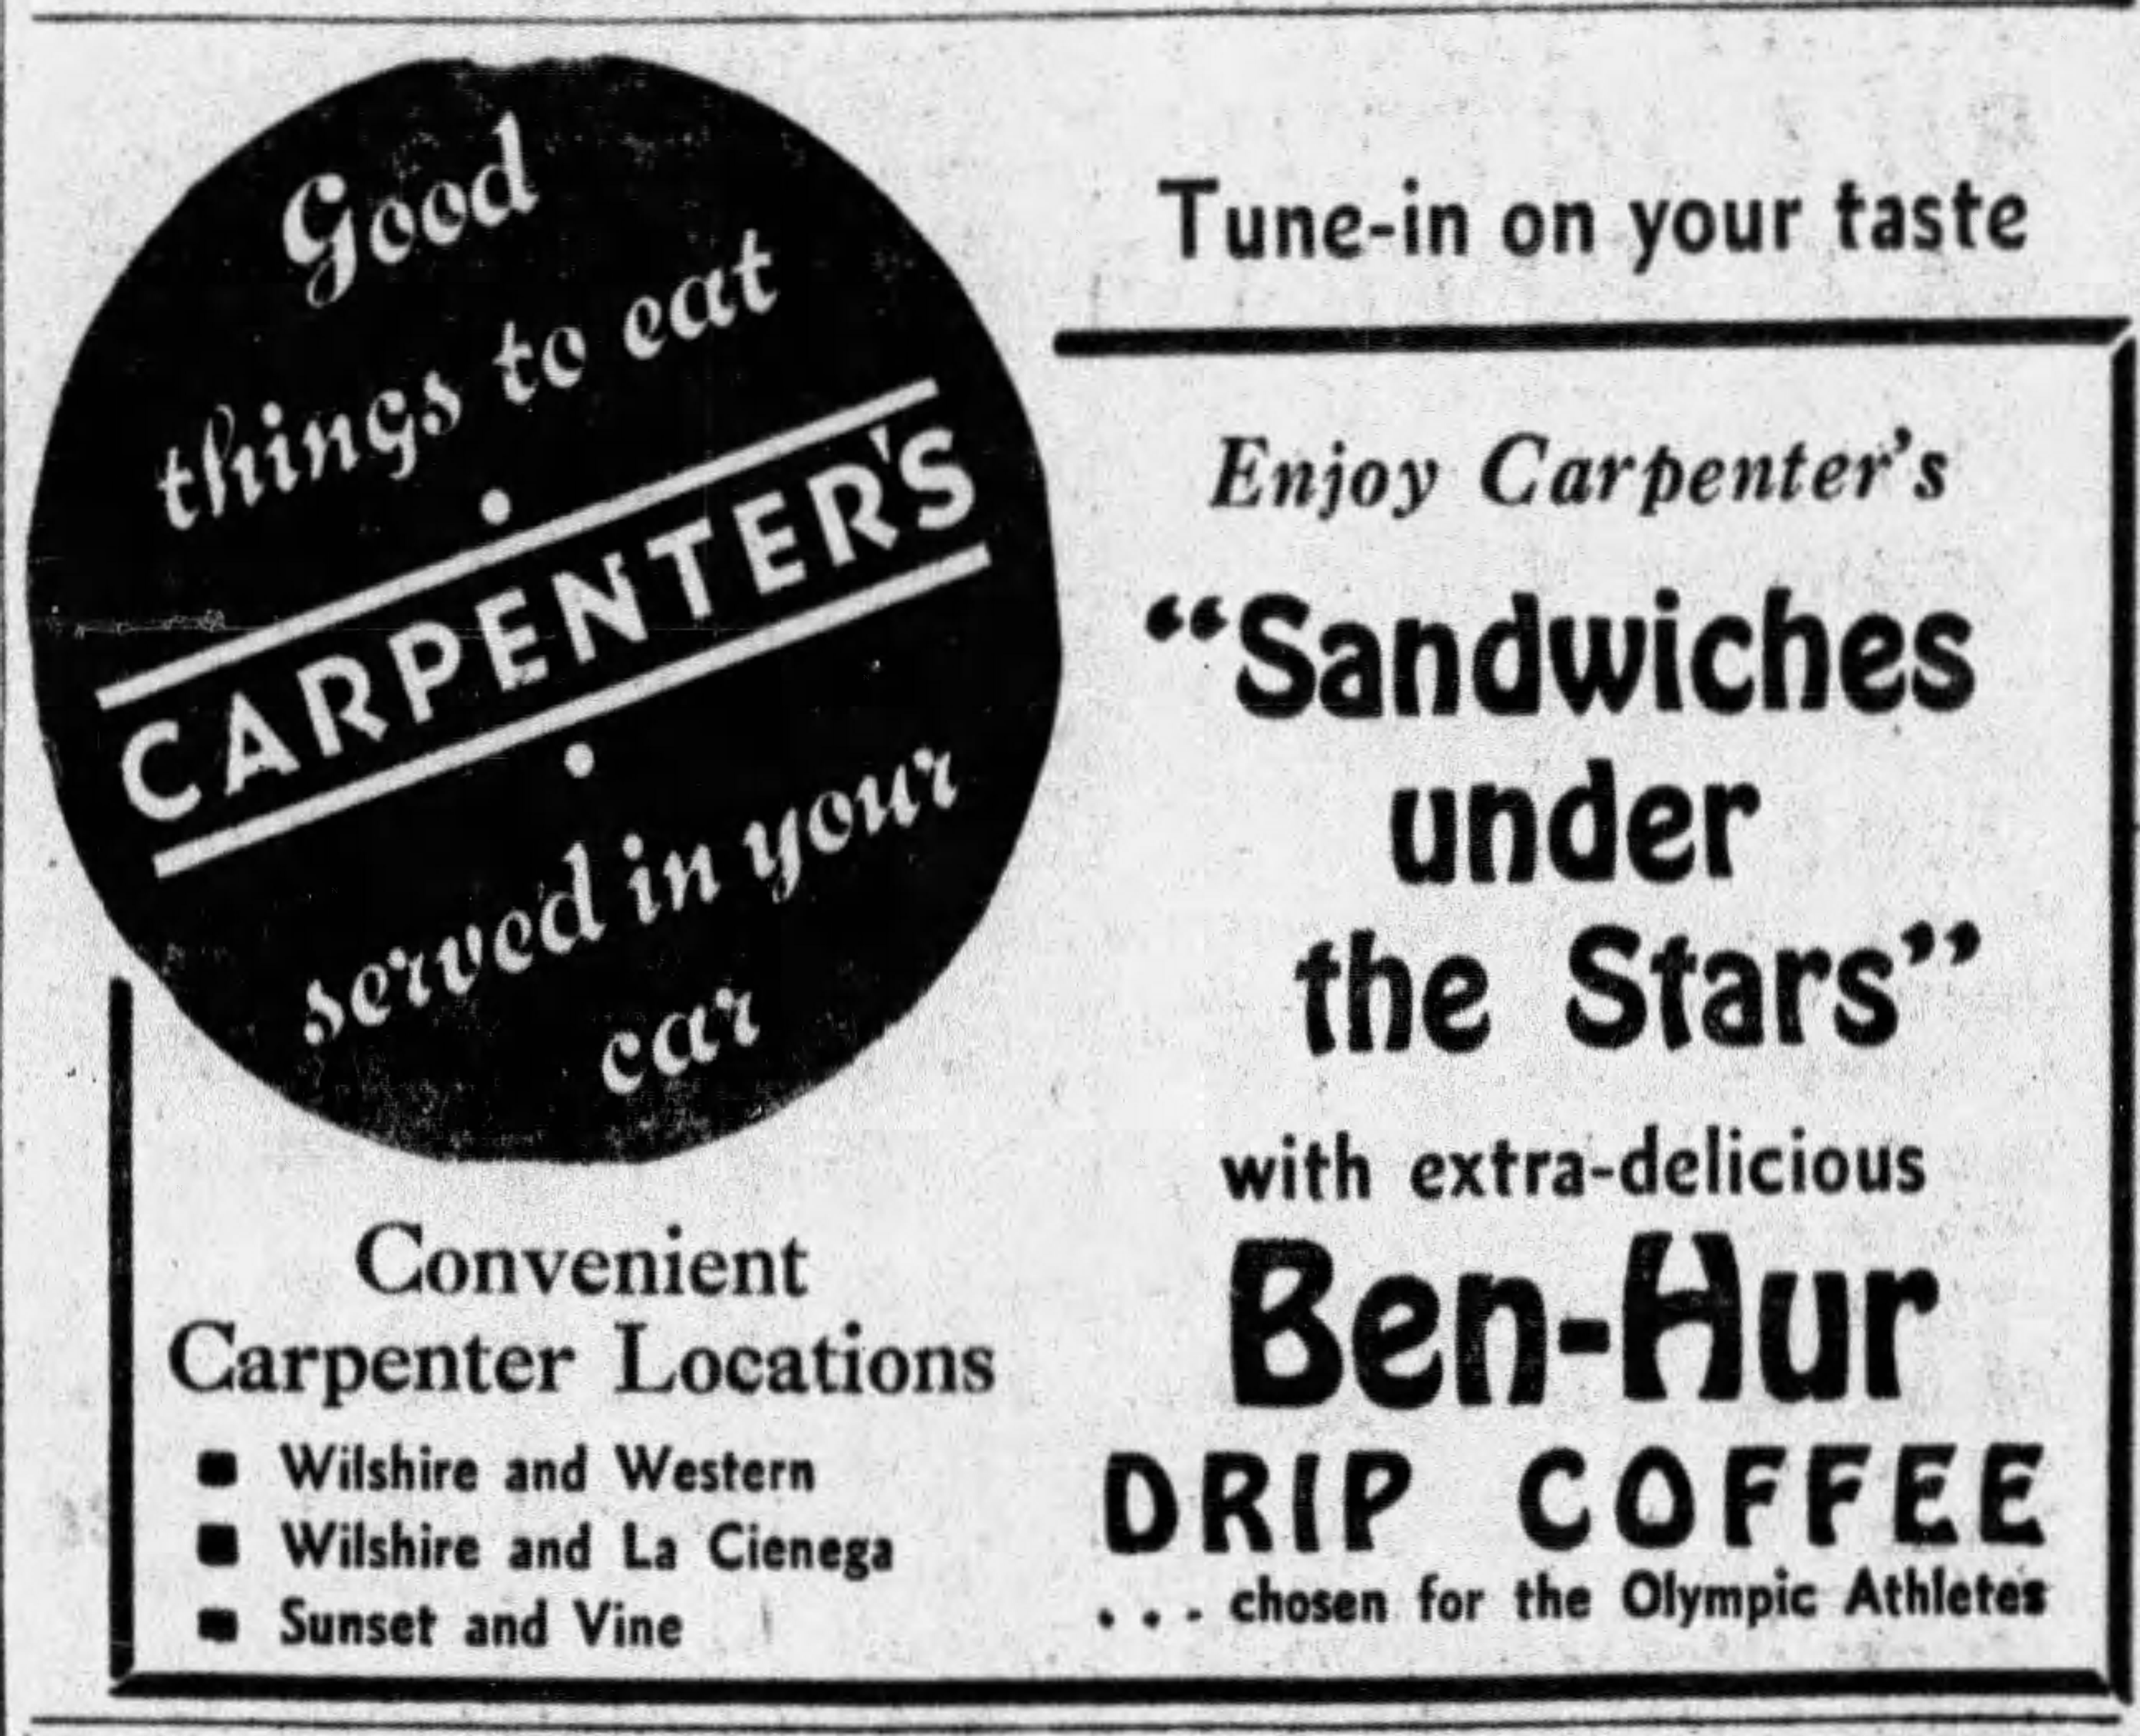 Good
things to eat
•
CARPENTER'S
•
served in your
car
Convenient
Carpenter Locations
■ Wilshire and Western
■ Wilshire and La Cienega
■ Sunset and Vine
Tune-in on your taste
Enjoy Carpenter's
“Sandwiches
under
the Stars”
with extra-delicious
Ben-Hur
DRIP COFFEE
. . . chosen for the Olympic Athletes